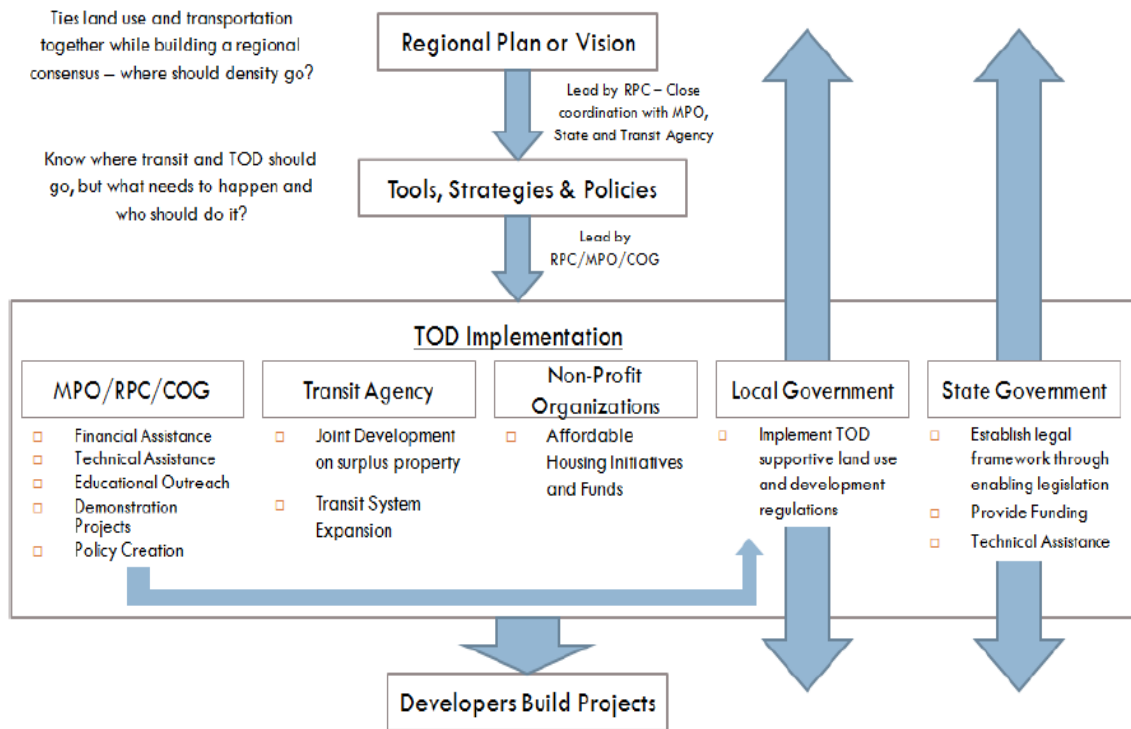 Ties land use and transportation
together while building a regional
consensus – where should density go?
Regional Plan or Vision
Lead by RPC – Close
coordination with MPO,
State and Transit Agency
Know where transit and TOD should
go, but what needs to happen and
who should do it?
Tools, Strategies & Policies
Lead by
RPC/MPO/COG
TOD Implementation
MPO/RPC/COG
Financial Assistance
Technical Assistance
Educational Outreach
Demonstration
Projects
Policy Creation
Transit Agency
Joint Development
on surplus property
Transit System
Expansion
Non-Profit
Organizations
Affordable
Housing Initiatives
and Funds
Local Government
Implement TOD
supportive land use
and development
regulations
State Government
Establish legal
framework through
enabling legislation
Provide Funding
Technical Assistance
Developers Build Projects